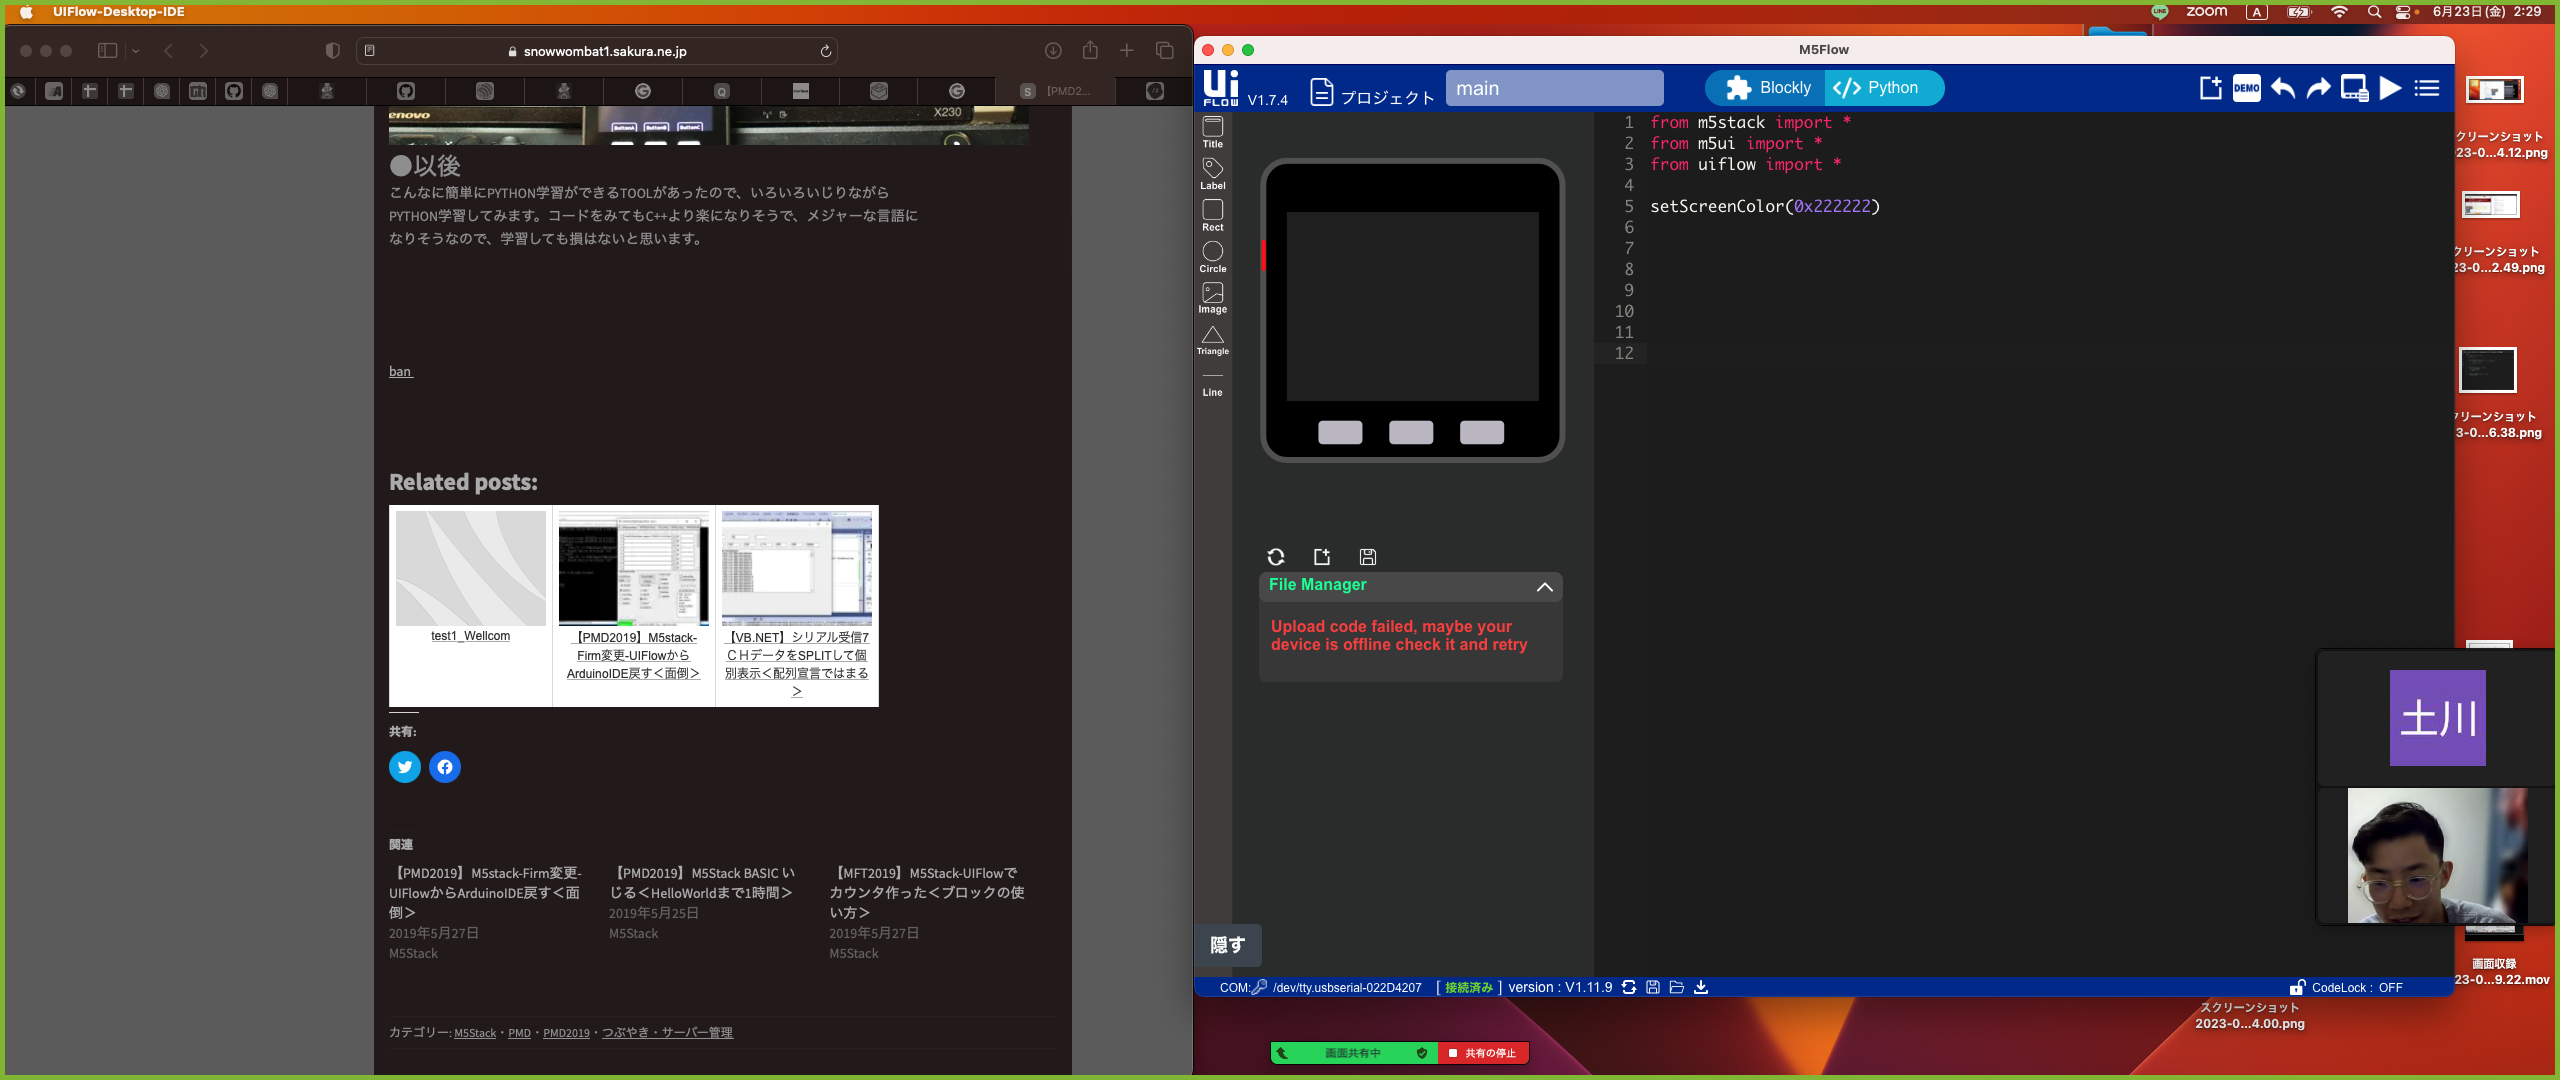 UIFlow-Desktop-IDE
LINE
zoom
A
6月23日(金) 2:29
snowwombat1.sakura.ne.jp
S 【PMD2...
enovo
X230
ButtonA ButtonB ButtonC
●以後
こんなに簡単にPYTHON学習ができるTOOLがあったので、いろいろいじりながら
PYTHON学習してみます。コードをみてもC++より楽になりそうで、メジャーな言語に
なりそうなので、学習しても損はないと思います。
ban
Related posts:
test1_Wellcom
【PMD2019】M5stack-
Firm変更-UIFlowから
ArduinoIDE戻す＜面倒＞
【VB.NET】シリアル受信7
ＣＨデータをSPLITして個
別表示＜配列宣言ではまる
＞
共有:
関連
【PMD2019】M5stack-Firm変更-
UIFlowからArduinoIDE戻す＜面
倒＞
2019年5月27日
M5Stack
【PMD2019】M5Stack BASIC い
じる＜HelloWorldまで1時間＞
2019年5月25日
M5Stack
【MFT2019】M5Stack-UIFlowで
カウンタ作った＜ブロックの使
い方＞
2019年5月27日
M5Stack
カテゴリー: M5Stack・PMD・PMD2019・つぶやき・サーバー管理
M5Flow
Ui
FLOW
V1.7.4
プロジェクト
main
Blockly
Python
DEMO
Title
Label
Rect
Circle
Image
Triangle
Line
1 from m5stack import *
2 from m5ui import *
3 from uiflow import *
4
5 setScreenColor(0x222222)
6
7
8
9
10
11
12
File Manager
Upload code failed, maybe your
device is offline check it and retry
隠す
COM: /dev/tty.usbserial-022D4207 [ 接続済み ] version : V1.11.9
CodeLock : OFF
画面共有中
共有の停止
クリーンショット
23-0...4.12.png
クリーンショット
23-0...2.49.png
クリーンショット
3-0...6.38.png
土川
画面収録
23-0...9.22.mov
スクリーンショット
2023-0...4.00.png